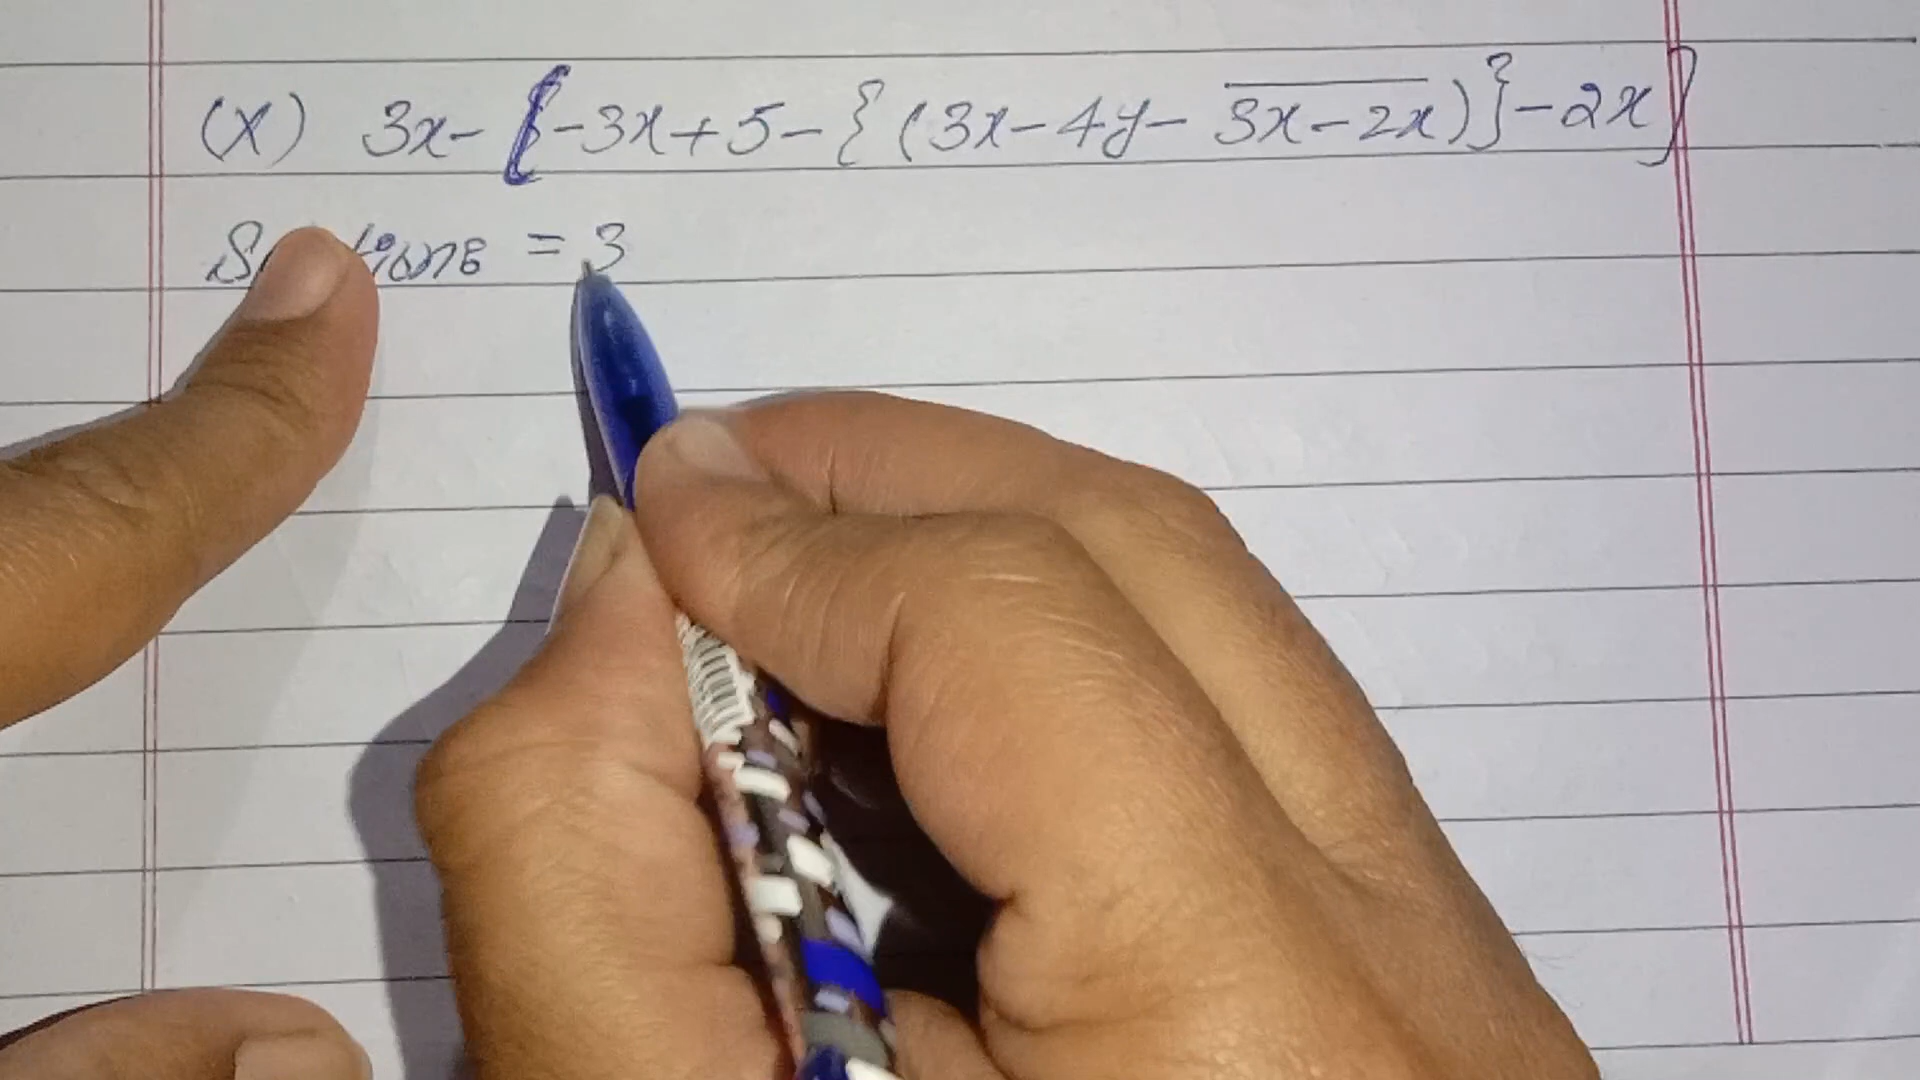 (X) 3x- [-3x+5-{(3x-4y- 3x-2x)}-2x]
= 3